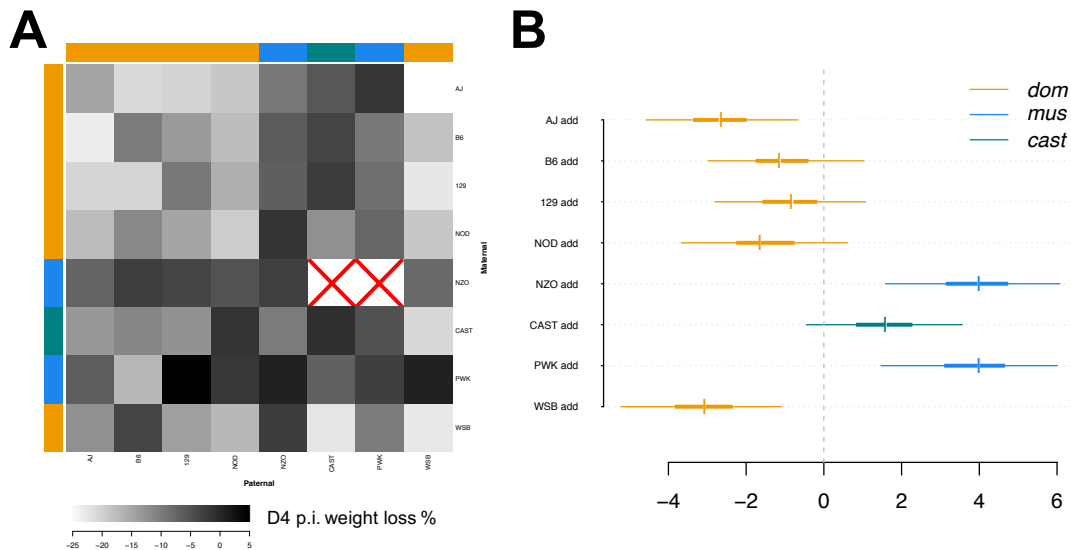 A
AJ
B6
129
NOD
NZO
CAST
PWK
WSB
Maternal
AJ
B6
129
NOD
NZO
CAST
PWK
WSB
Paternal
D4 p.i. weight loss %
-25
-20
-15
-10
-5
0
5
B
dom
mus
cast
AJ add
B6 add
129 add
NOD add
NZO add
CAST add
PWK add
WSB add
−4
−2
0
2
4
6